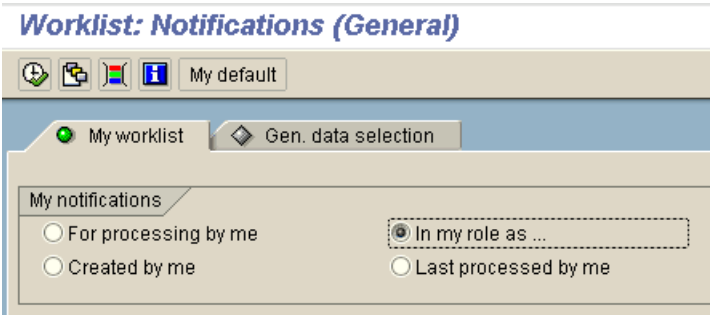 Worklist: Notifications (General)
My default
My worklist Gen. data selection
My notifications
For processing by me In my role as ...
Created by me Last processed by me